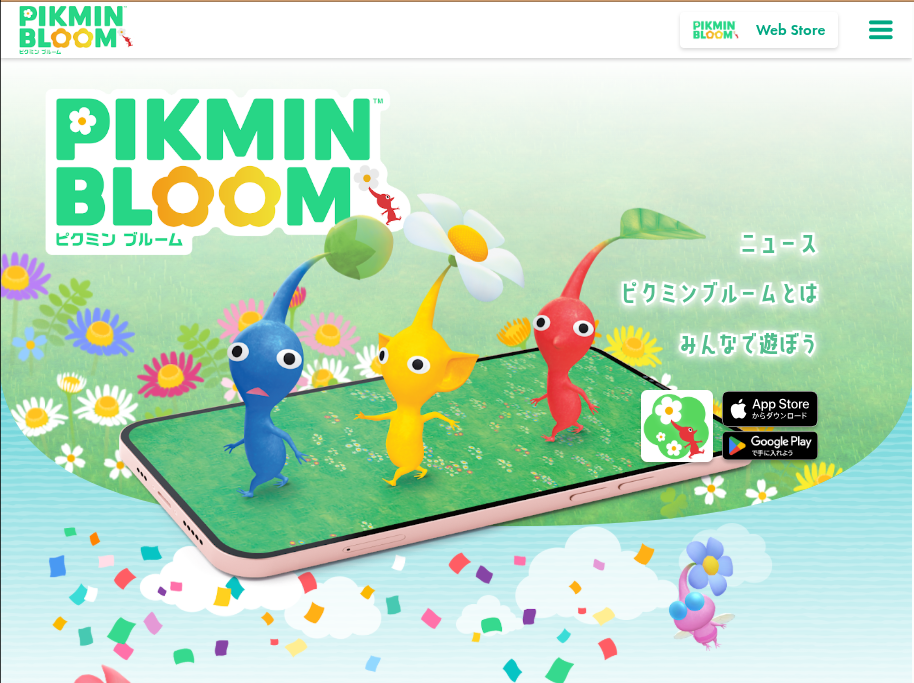 PIKMIN™
BLOOM
ピクミン ブルーム
PIKMIN
BLOOM
Web Store
PIKMIN™
BLOOM
ピクミン ブルーム
ニュース
ピクミンブルームとは
みんなで遊ぼう
App Store
からダウンロード
Google Play
で手に入れよう